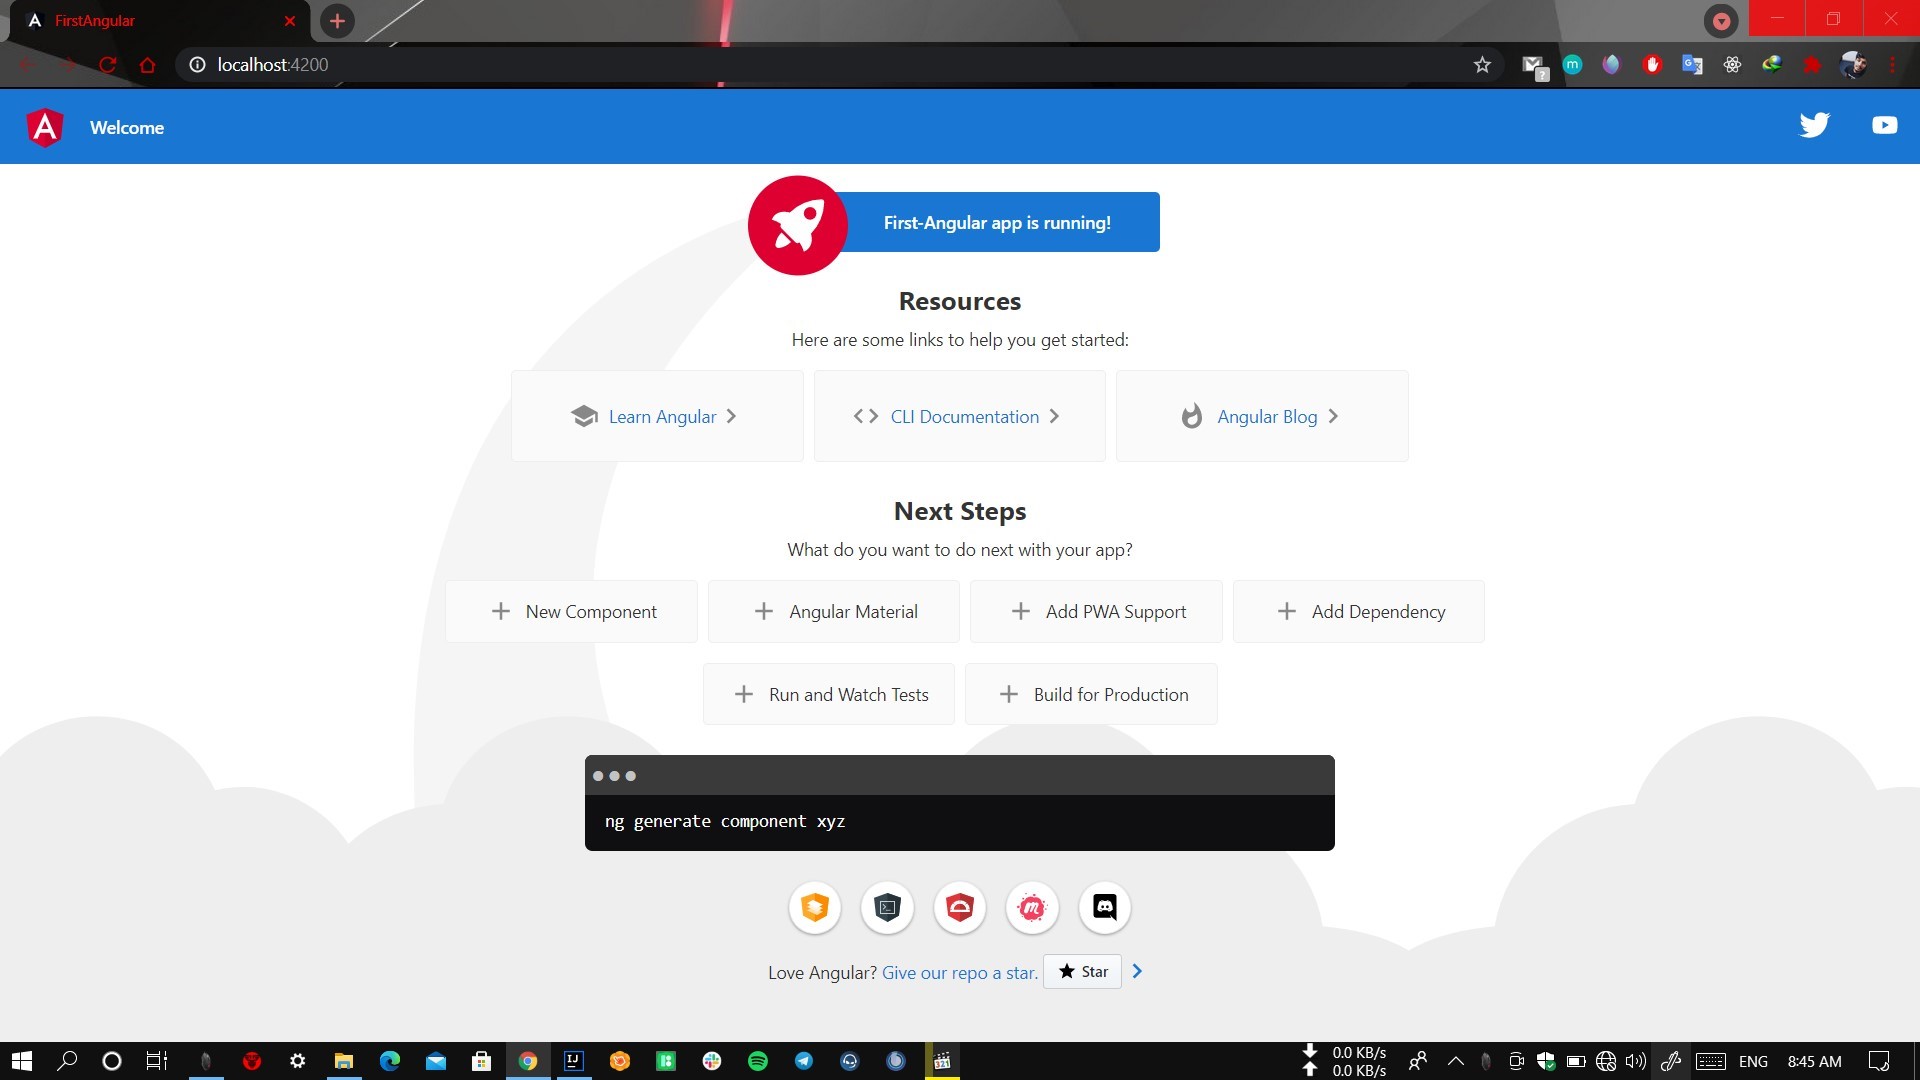 FirstAngular
localhost:4200
Welcome
First-Angular app is running!
Resources
Here are some links to help you get started:
Learn Angular
CLI Documentation
Angular Blog
Next Steps
What do you want to do next with your app?
New Component
Angular Material
Add PWA Support
Add Dependency
Run and Watch Tests
Build for Production
ng generate component xyz
Love Angular? Give our repo a star. Star
0.0 KB/s
0.0 KB/s
ENG
8:45 AM